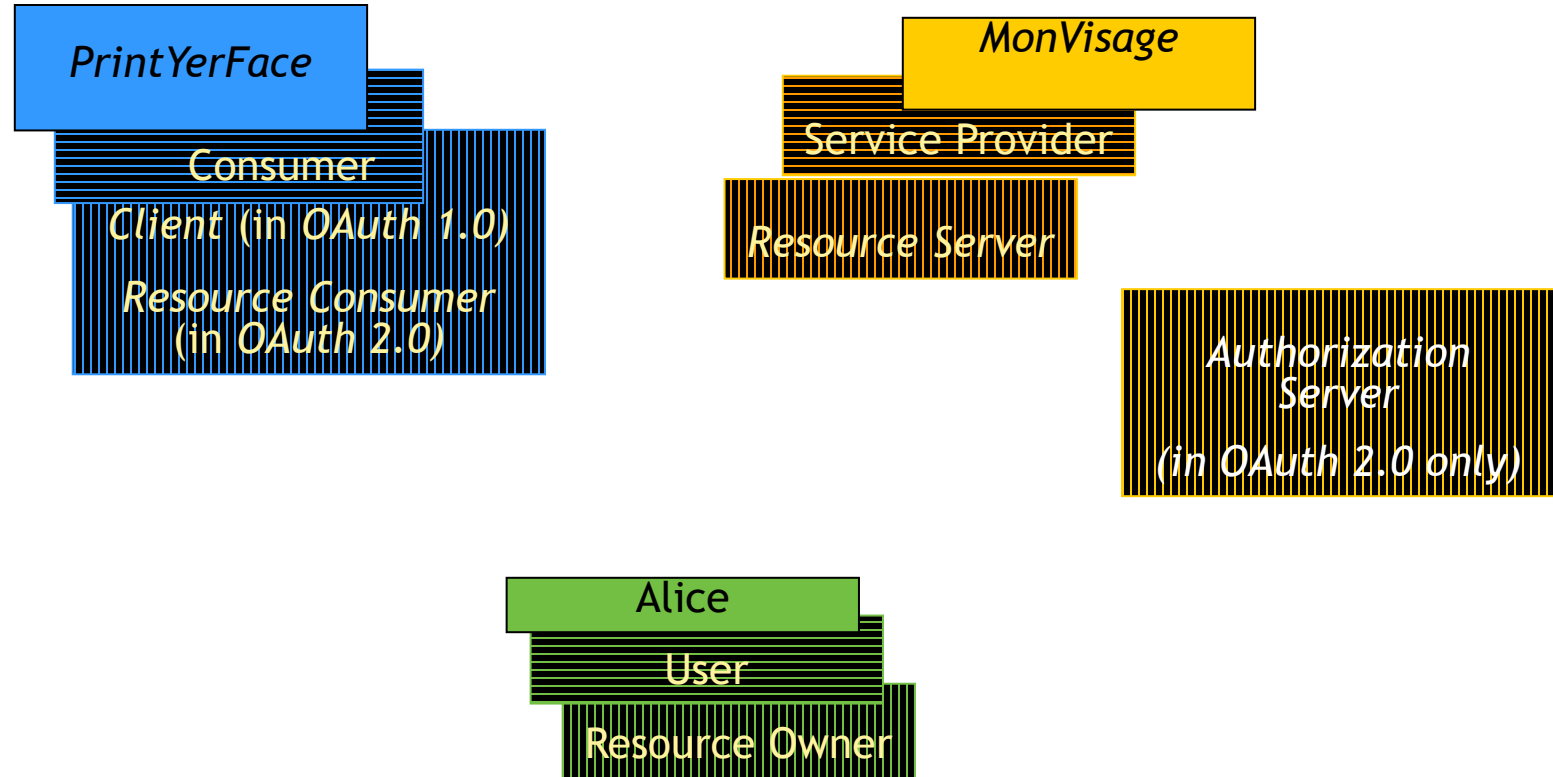 PrintYerFace
Consumer
Client (in OAuth 1.0)
Resource Consumer
(in OAuth 2.0)
MonVisage
Service Provider
Resource Server
Authorization
Server
(in OAuth 2.0 only)
Alice
User
Resource Owner